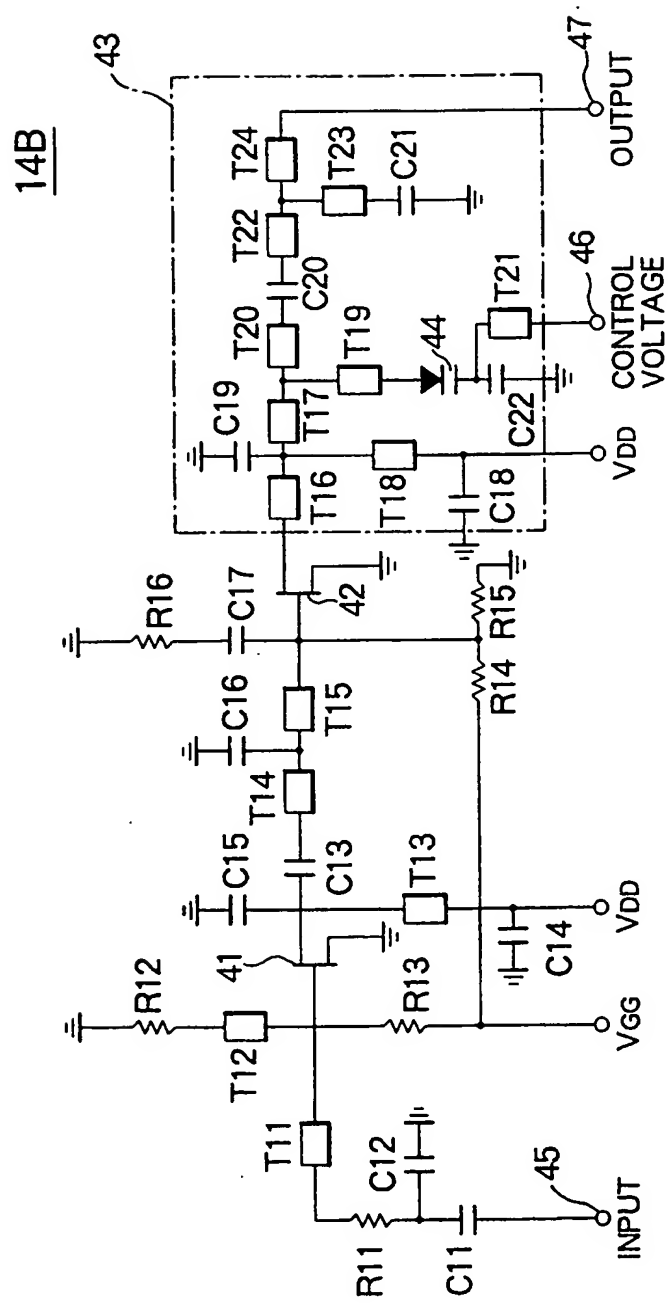 14B
43
R12
41
C15
C16
R16
C17
C19
T17
T20
C20
T22
T24
T11
T12
C13
T14
T15
42
T16
T19
44
T23
C21
R11
C12
R13
T13
T18
T21
C11
C14
R14
R15
C18
C22
45
46
47
INPUT
VGG
VDD
VDD
CONTROL
VOLTAGE
OUTPUT